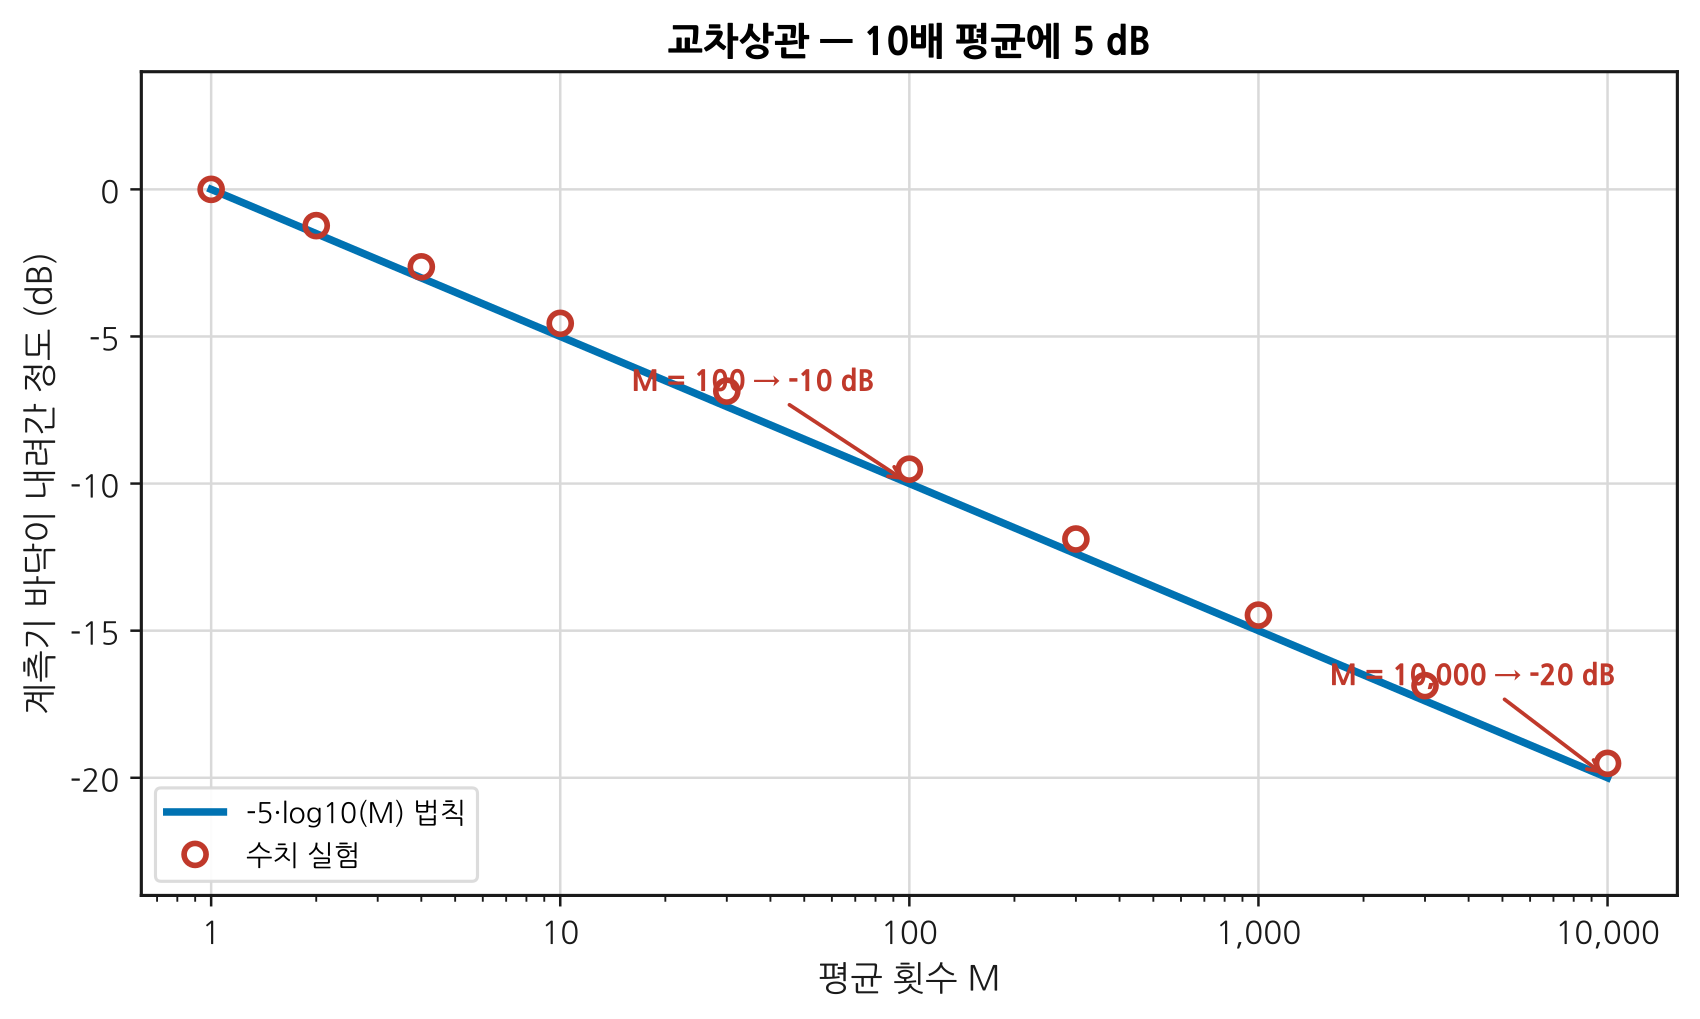 교차상관 — 10배 평균에 5 dB
계측기 바닥이 내려간 정도 (dB)
0
-5
-10
-15
-20
M = 100 → -10 dB
M = 10,000 → -20 dB
-5·log10(M) 법칙
수치 실험
1
10
100
1,000
10,000
평균 횟수 M